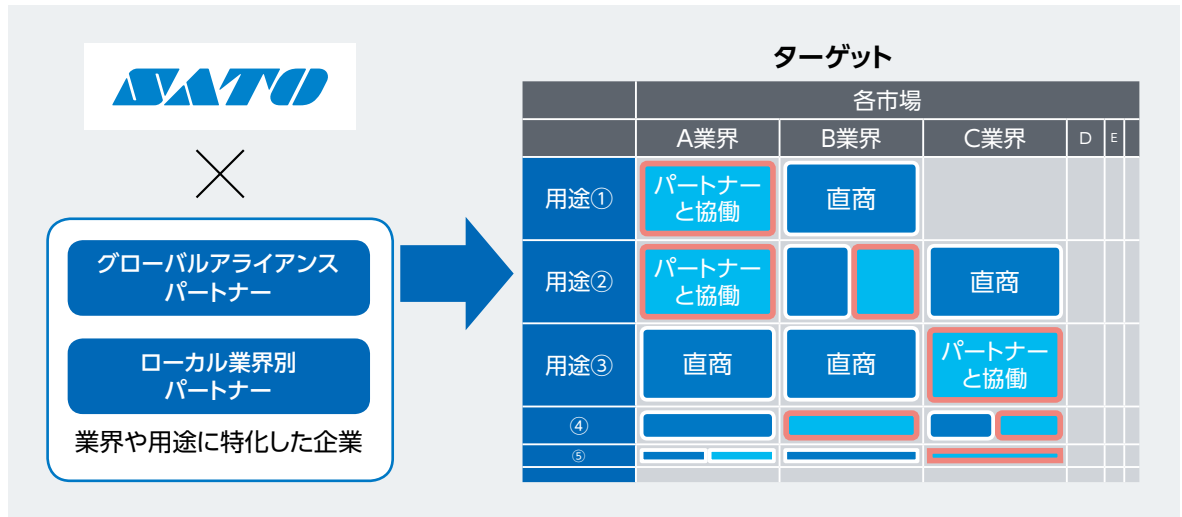 SATO
ターゲット
各市場
A業界 B業界 C業界 D E
用途①
パートナー
と協働
直商
グローバルアライアンス
パートナー
用途②
パートナー
と協働
直商
ローカル業界別
パートナー
用途③
直商
直商
パートナー
と協働
業界や用途に特化した企業
④
⑤